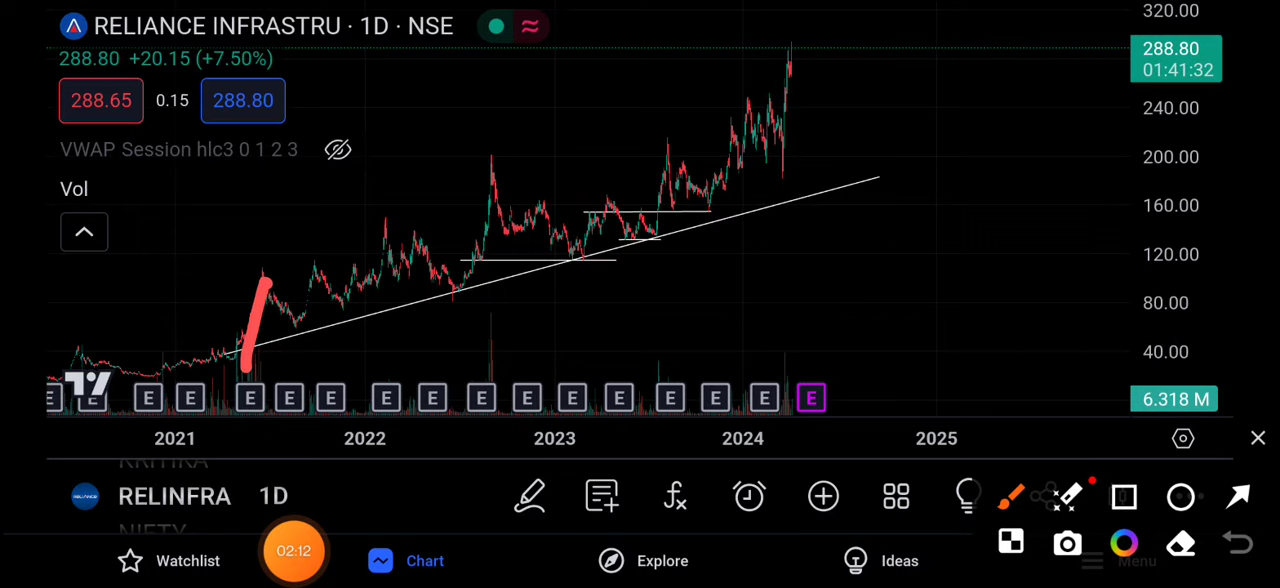 RELIANCE INFRASTRU · 1D · NSE
288.80 +20.15 (+7.50%)
288.65 0.15 288.80
VWAP Session hlc3 0 1 2 3
Vol
320.00
288.80
01:41:32
240.00
200.00
160.00
120.00
80.00
40.00
6.318 M
E E E E E E E E E E E E E E E E
2021 2022 2023 2024 2025
KRITIKA
RELINFRA 1D
NIFTY
02:12
Watchlist Chart Explore Ideas Menu